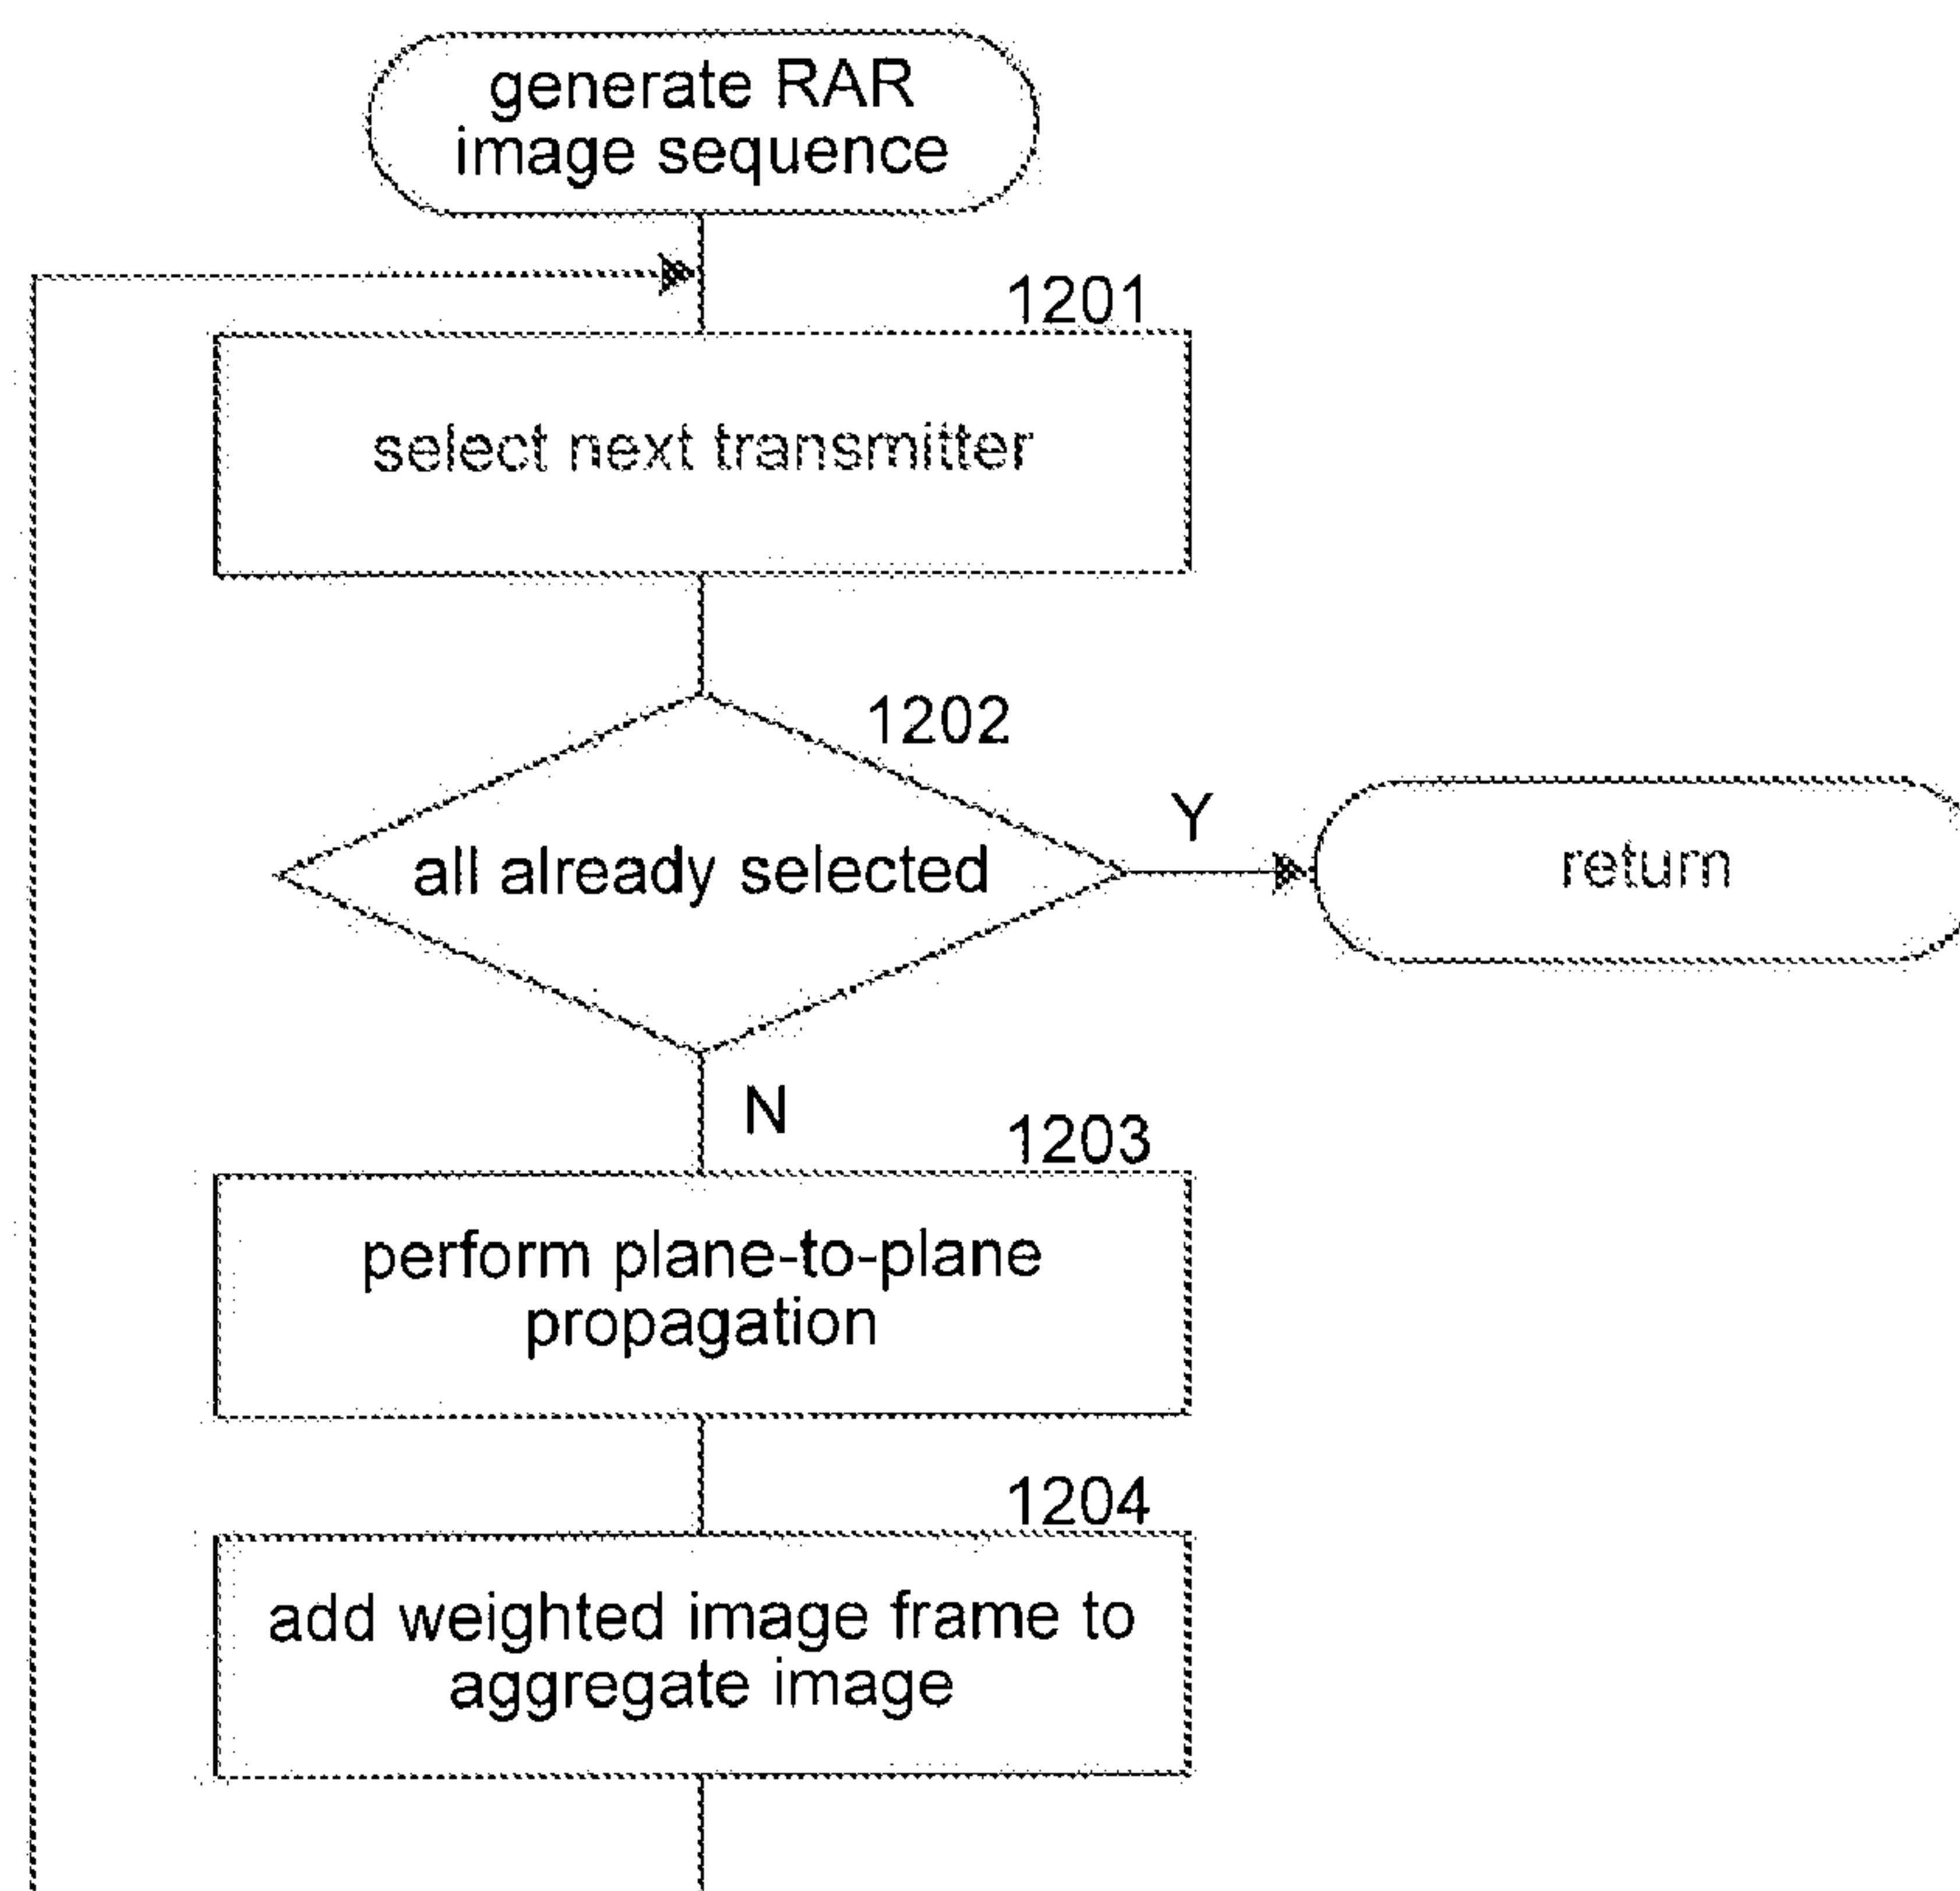 generate RAR
image sequence
1201
select next transmitter
1202
all already selected
Y
return
N
1203
perform plane-to-plane
propagation
1204
add weighted image frame to
aggregate image